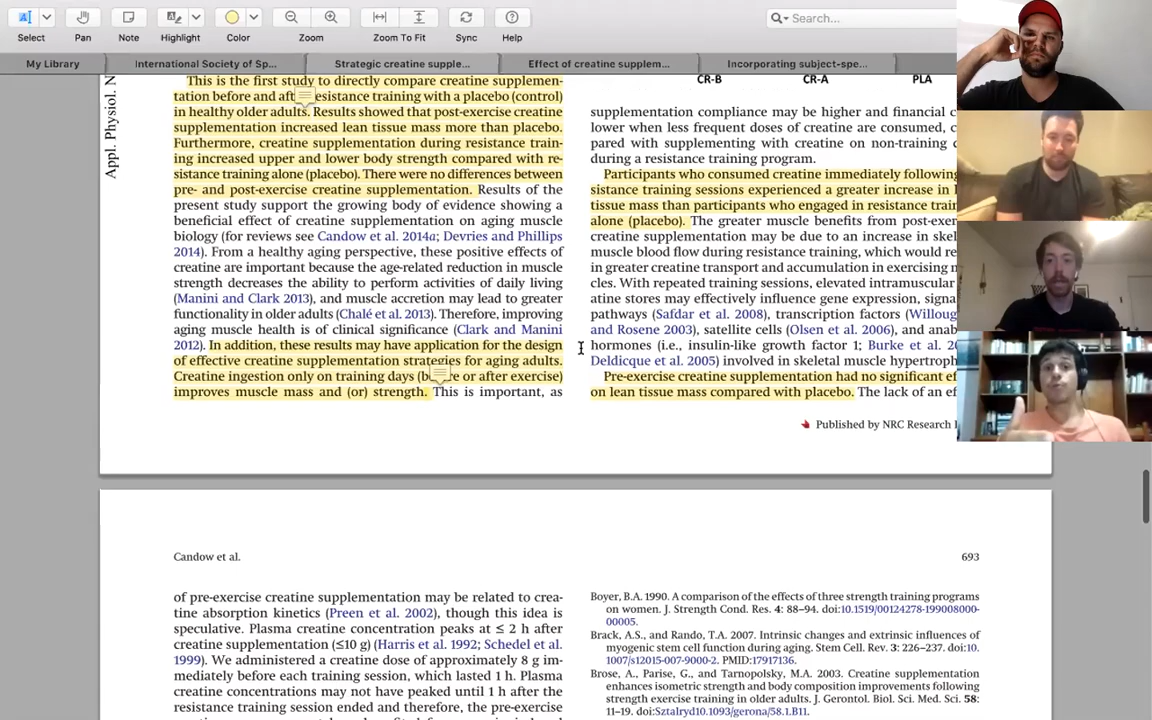 Select
Pan
Note
Highlight
Color
Zoom
Zoom To Fit
Sync
Help
Search...
My Library
International Society of Sp...
Strategic creatine supple...
Effect of creatine supplem...
Incorporating subject-spe...
Appl. Physiol. N
This is the first study to directly compare creatine supplemen-
tation before and after resistance training with a placebo (control)
in healthy older adults. Results showed that post-exercise creatine
supplementation increased lean tissue mass more than placebo.
Furthermore, creatine supplementation during resistance train-
ing increased upper and lower body strength compared with re-
sistance training alone (placebo). There were no differences between
pre- and post-exercise creatine supplementation. Results of the
present study support the growing body of evidence showing a
beneficial effect of creatine supplementation on aging muscle
biology (for reviews see Candow et al. 2014a; Devries and Phillips
2014). From a healthy aging perspective, these positive effects of
creatine are important because the age-related reduction in muscle
strength decreases the ability to perform activities of daily living
(Manini and Clark 2013), and muscle accretion may lead to greater
functionality in older adults (Chalé et al. 2013). Therefore, improving
aging muscle health is of clinical significance (Clark and Manini
2012). In addition, these results may have application for the design
of effective creatine supplementation strategies for aging adults.
Creatine ingestion only on training days (before or after exercise)
improves muscle mass and (or) strength. This is important, as
CR-B CR-A PLA
supplementation compliance may be higher and financial c
lower when less frequent doses of creatine are consumed, c
pared with supplementing with creatine on non-training d
during a resistance training program.
Participants who consumed creatine immediately following
sistance training sessions experienced a greater increase in l
tissue mass than participants who engaged in resistance train
alone (placebo). The greater muscle benefits from post-exer
creatine supplementation may be due to an increase in skel
muscle blood flow during resistance training, which would re
in greater creatine transport and accumulation in exercising m
cles. With repeated training sessions, elevated intramuscular
atine stores may effectively influence gene expression, signa
pathways (Safdar et al. 2008), transcription factors (Willoug
and Rosene 2003), satellite cells (Olsen et al. 2006), and anab
hormones (i.e., insulin-like growth factor 1; Burke et al. 20
Deldicque et al. 2005) involved in skeletal muscle hypertroph
Pre-exercise creatine supplementation had no significant ef
on lean tissue mass compared with placebo. The lack of an ef
Published by NRC Research
Candow et al.
693
of pre-exercise creatine supplementation may be related to crea-
tine absorption kinetics (Preen et al. 2002), though this idea is
speculative. Plasma creatine concentration peaks at ≤ 2 h after
creatine supplementation (≤10 g) (Harris et al. 1992; Schedel et al.
1999). We administered a creatine dose of approximately 8 g im-
mediately before each training session, which lasted 1 h. Plasma
creatine concentrations may not have peaked until 1 h after the
resistance training session ended and therefore, the pre-exercise
Boyer, B.A. 1990. A comparison of the effects of three strength training programs
on women. J. Strength Cond. Res. 4: 88–94. doi:10.1519/00124278-199008000-
00005.
Brack, A.S., and Rando, T.A. 2007. Intrinsic changes and extrinsic influences of
myogenic stem cell function during aging. Stem Cell. Rev. 3: 226–237. doi:10.
1007/s12015-007-9000-2. PMID:17917136.
Brose, A., Parise, G., and Tarnopolsky, M.A. 2003. Creatine supplementation
enhances isometric strength and body composition improvements following
strength exercise training in older adults. J. Gerontol. Biol. Sci. Med. Sci. 58:
11–19. doi:Sztalryd10.1093/gerona/58.1.B11.